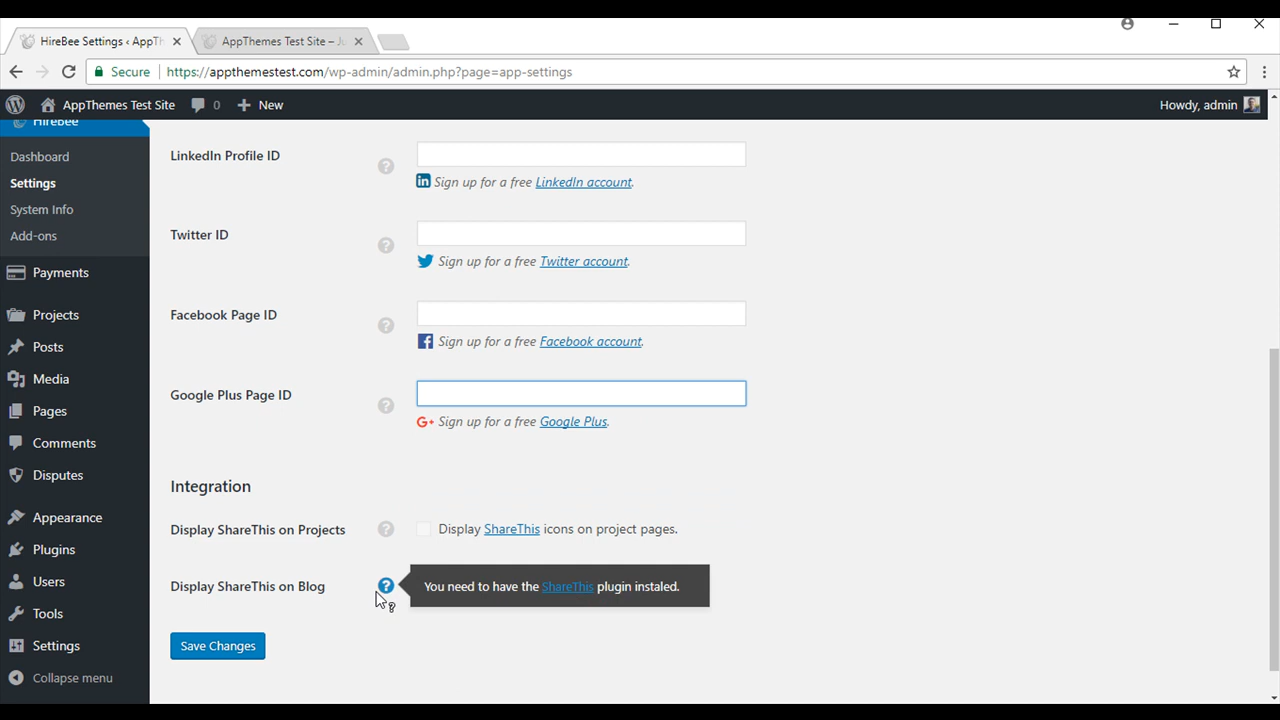 HireBee Settings ‹ AppTh
AppThemes Test Site – Ju
Secure
https://appthemestest.com/wp-admin/admin.php?page=app-settings
AppThemes Test Site
0
New
Howdy, admin
HireBee
Dashboard
Settings
System Info
Add-ons
Payments
Projects
Posts
Media
Pages
Comments
Disputes
Appearance
Plugins
Users
Tools
Settings
Collapse menu
LinkedIn Profile ID
?
in Sign up for a free LinkedIn account.
Twitter ID
?
Sign up for a free Twitter account.
Facebook Page ID
?
f Sign up for a free Facebook account.
Google Plus Page ID
?
G+ Sign up for a free Google Plus.
Integration
Display ShareThis on Projects
?
Display ShareThis icons on project pages.
Display ShareThis on Blog
?
You need to have the ShareThis plugin instaled.
Save Changes